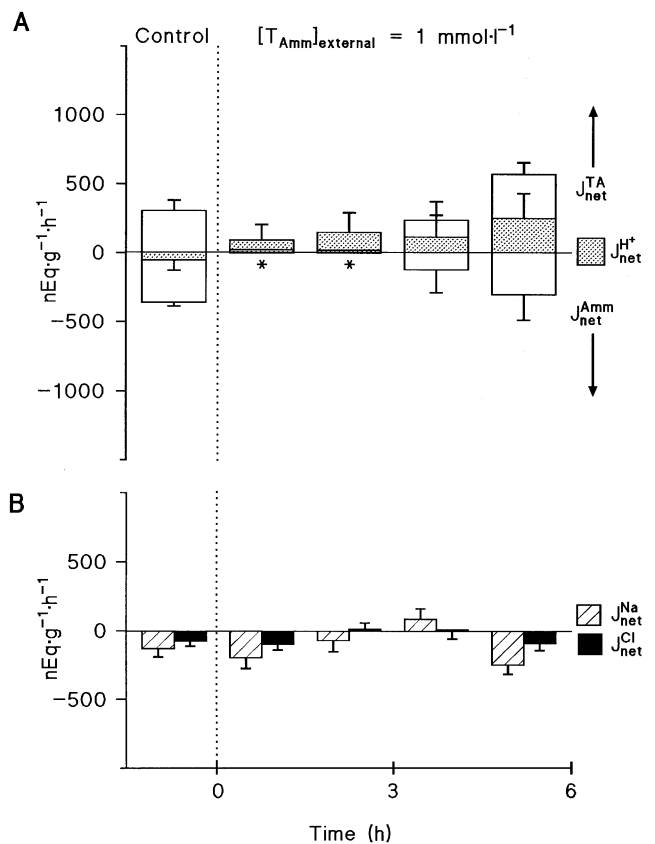 A
Control [TAmm]external = 1 mmol·l⁻¹
1000
500
0
−500
−1000
nEq·g⁻¹·h⁻¹
JnetTA
JnetH+
JnetAmm
*
*
B
500
0
−500
nEq·g⁻¹·h⁻¹
JnetNa
JnetCl
0 3 6
Time (h)